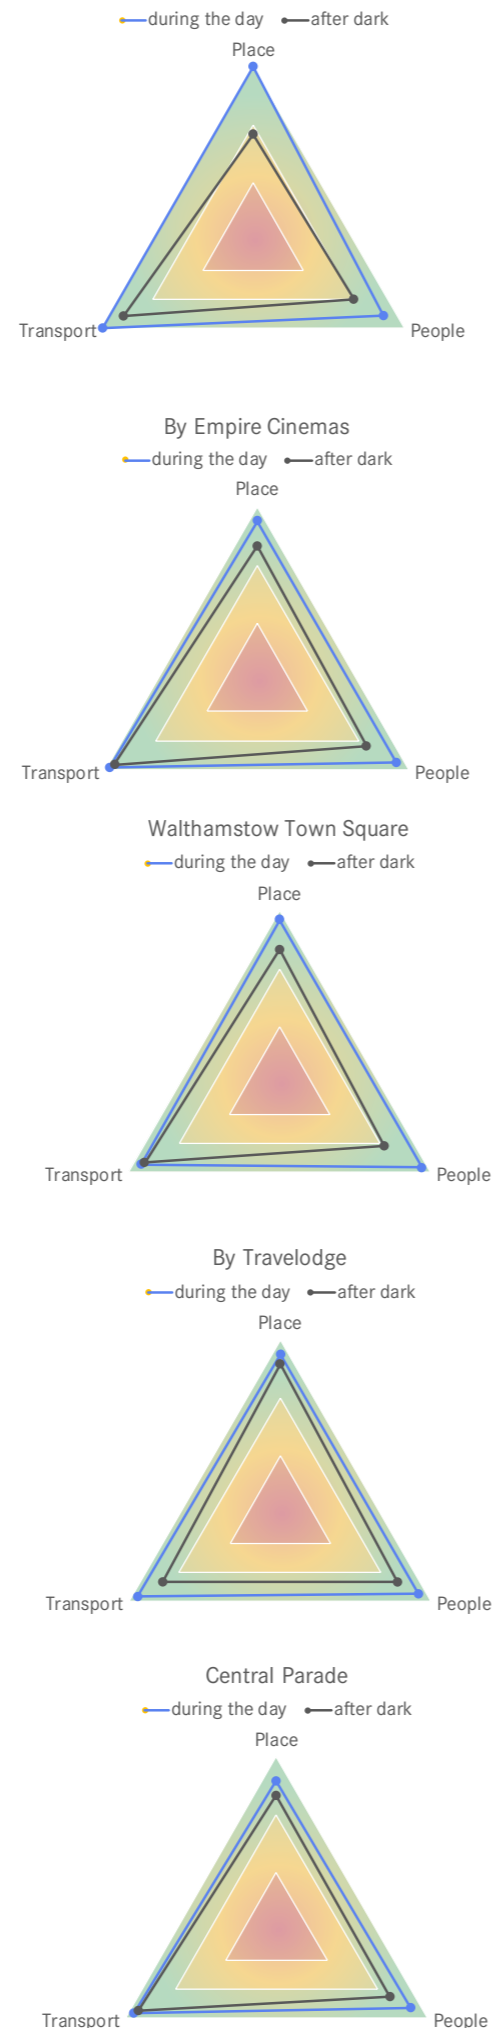 during the day after dark
Place
Transport People
By Empire Cinemas
during the day after dark
Place
Transport People
Walthamstow Town Square
during the day after dark
Place
Transport People
By Travelodge
during the day after dark
Place
Transport People
Central Parade
during the day after dark
Place
Transport People